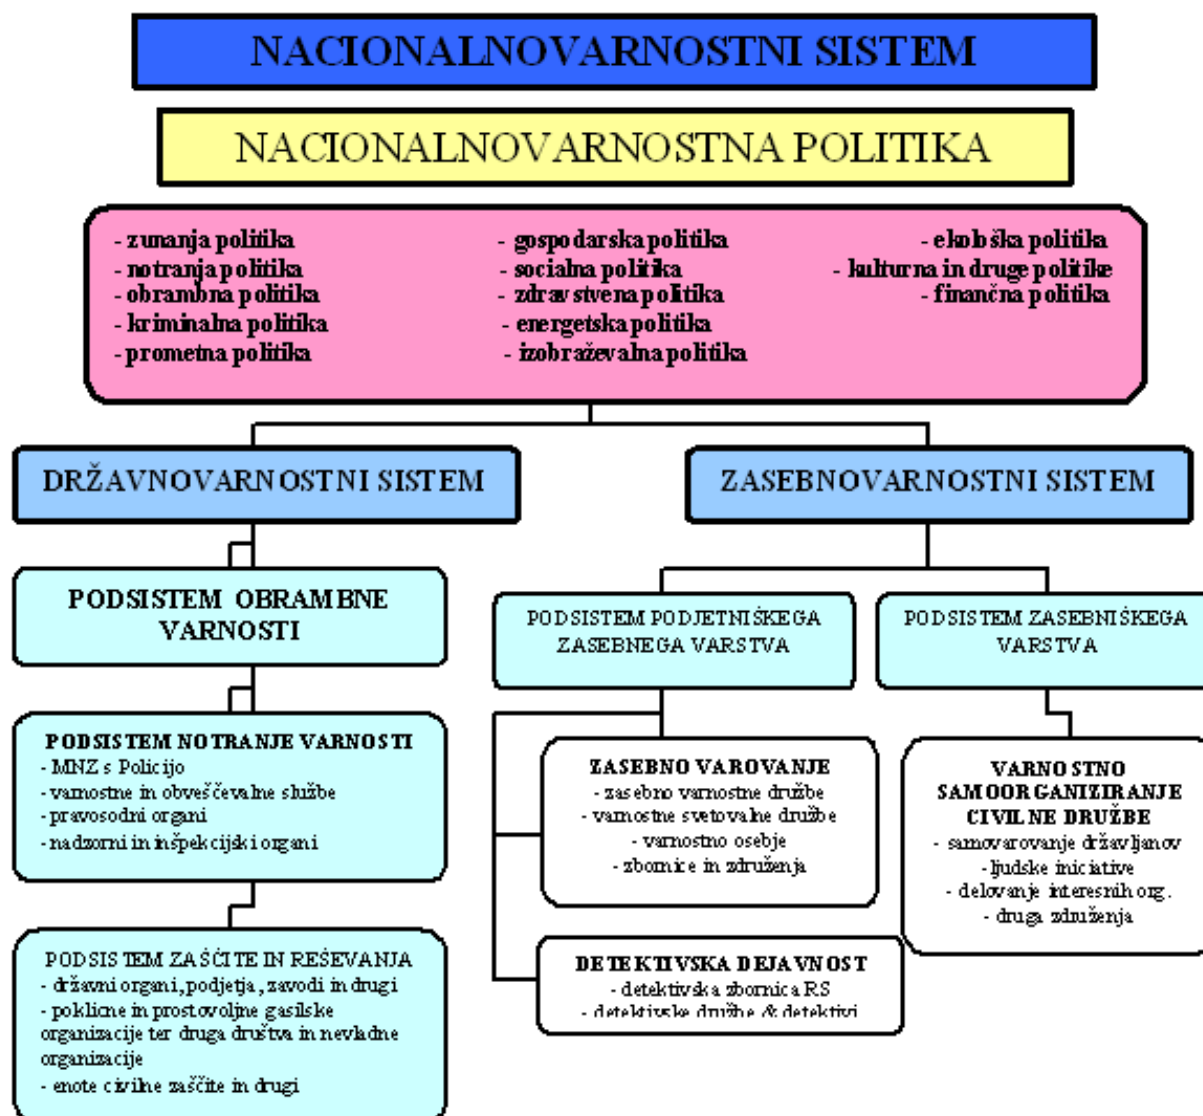 NACIONALNOVARNOSTNI SISTEM
NACIONALNOVARNOSTNA POLITIKA
- zunanja politika
- notranja politika
- obrambna politika
- kriminalna politika
- prometna politika
- gospodarska politika
- socialna politika
- zdravstvena politika
- energetska politika
- izobraževalna politika
- ekološka politika
- kulturna in druge politike
- finančna politika
DRŽAVNOVARNOSTNI SISTEM
ZASEBNOVARNOSTNI SISTEM
PODSISTEM OBRAMBNE
VARNOSTI
PODSISTEM NOTRANJE VARNOSTI
- MNZ s Policijo
- varnostne in obveščevalne službe
- pravosodni organi
- nadzorni in inšpekcijski organi
PODSISTEM ZAŠČITE IN REŠEVANJA
- državni organi, podjetja, zavodi in drugi
- poklicne in prostovoljne gasilske
organizacije ter druga društva in nevladne
organizacije
- enote civilne zaščite in drugi
PODSISTEM PODJETNIŠKEGA
ZASEBNEGA VARSTVA
PODSISTEM ZASEBNIŠKEGA
VARSTVA
ZASEBNO VAROVANJE
- zasebno varnostne družbe
- varnostne svetovalne družbe
- varnostno osebje
- zbornice in združenja
DETEKTIVSKA DEJAVNOST
- detektivska zbornica RS
- detektivske družbe & detektivi
VARNOSTNO
SAMOORGANIZIRANJE
CIVILNE DRUŽBE
- samovarovanje državljanov
- ljudske iniciative
- delovanje interesnih org.
- druga združenja